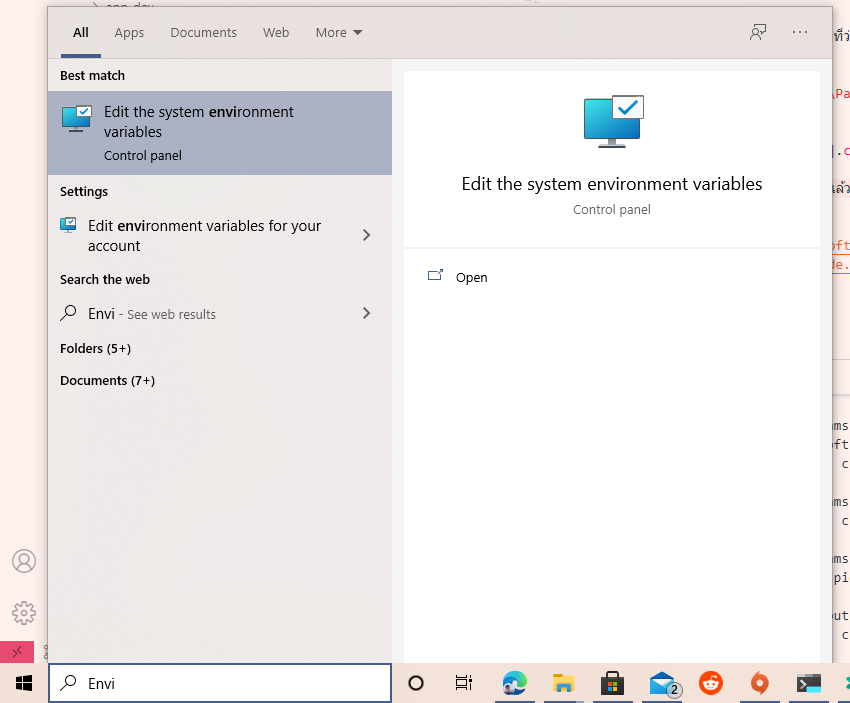 All Apps Documents Web More
Best match
Edit the system environment
variables
Control panel
Settings
Edit environment variables for your
account
Search the web
Envi - See web results
Folders (5+)
Documents (7+)
Edit the system environment variables
Control panel
Open
Envi
2